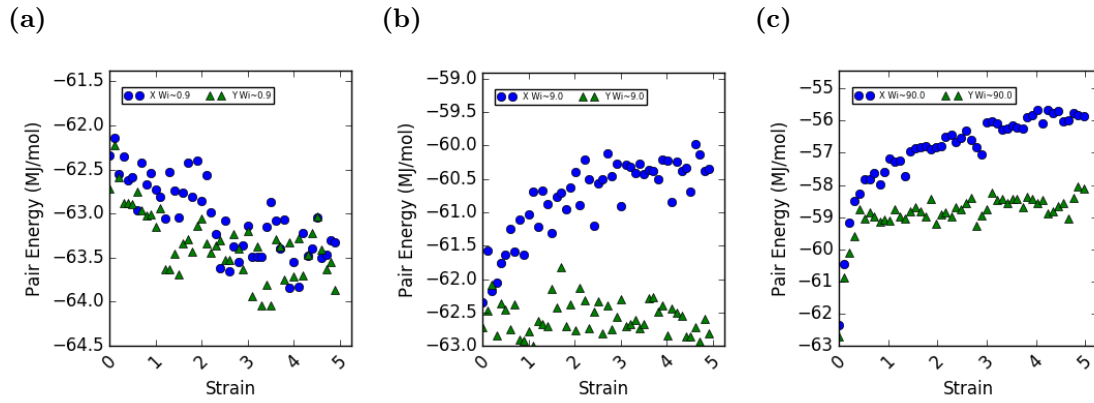 (a)
(b)
(c)
Pair Energy (MJ/mol)
−61.5
−62.0
−62.5
−63.0
−63.5
−64.0
−64.5
X Wi~0.9 Y Wi~0.9
0 1 2 3 4 5
Strain
Pair Energy (MJ/mol)
−59.0
−59.5
−60.0
−60.5
−61.0
−61.5
−62.0
−62.5
−63.0
X Wi~9.0 Y Wi~9.0
0 1 2 3 4 5
Strain
Pair Energy (MJ/mol)
−55
−56
−57
−58
−59
−60
−61
−62
−63
X Wi~90.0 Y Wi~90.0
0 1 2 3 4 5
Strain